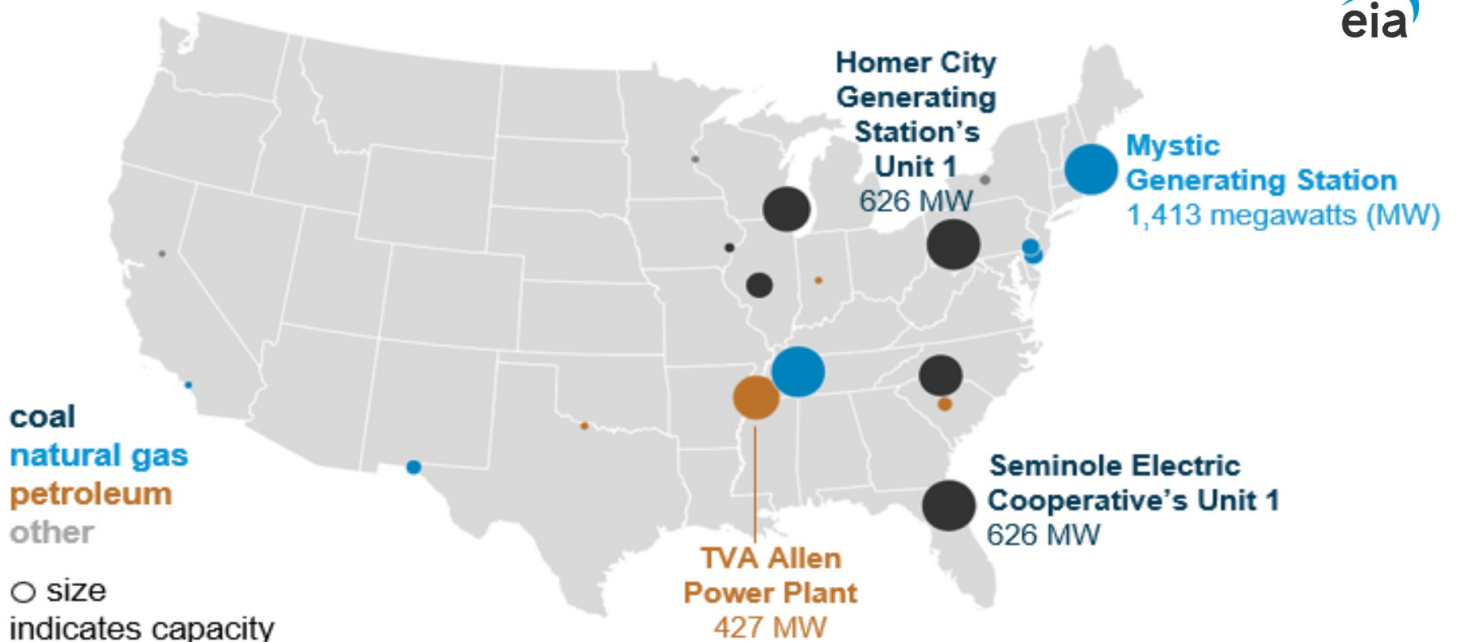 eia
Homer City
Generating
Station's
Unit 1
626 MW
Mystic
Generating Station
1,413 megawatts (MW)
coal
natural gas
petroleum
other
size
indicates capacity
Seminole Electric
Cooperative's Unit 1
626 MW
TVA Allen
Power Plant
427 MW